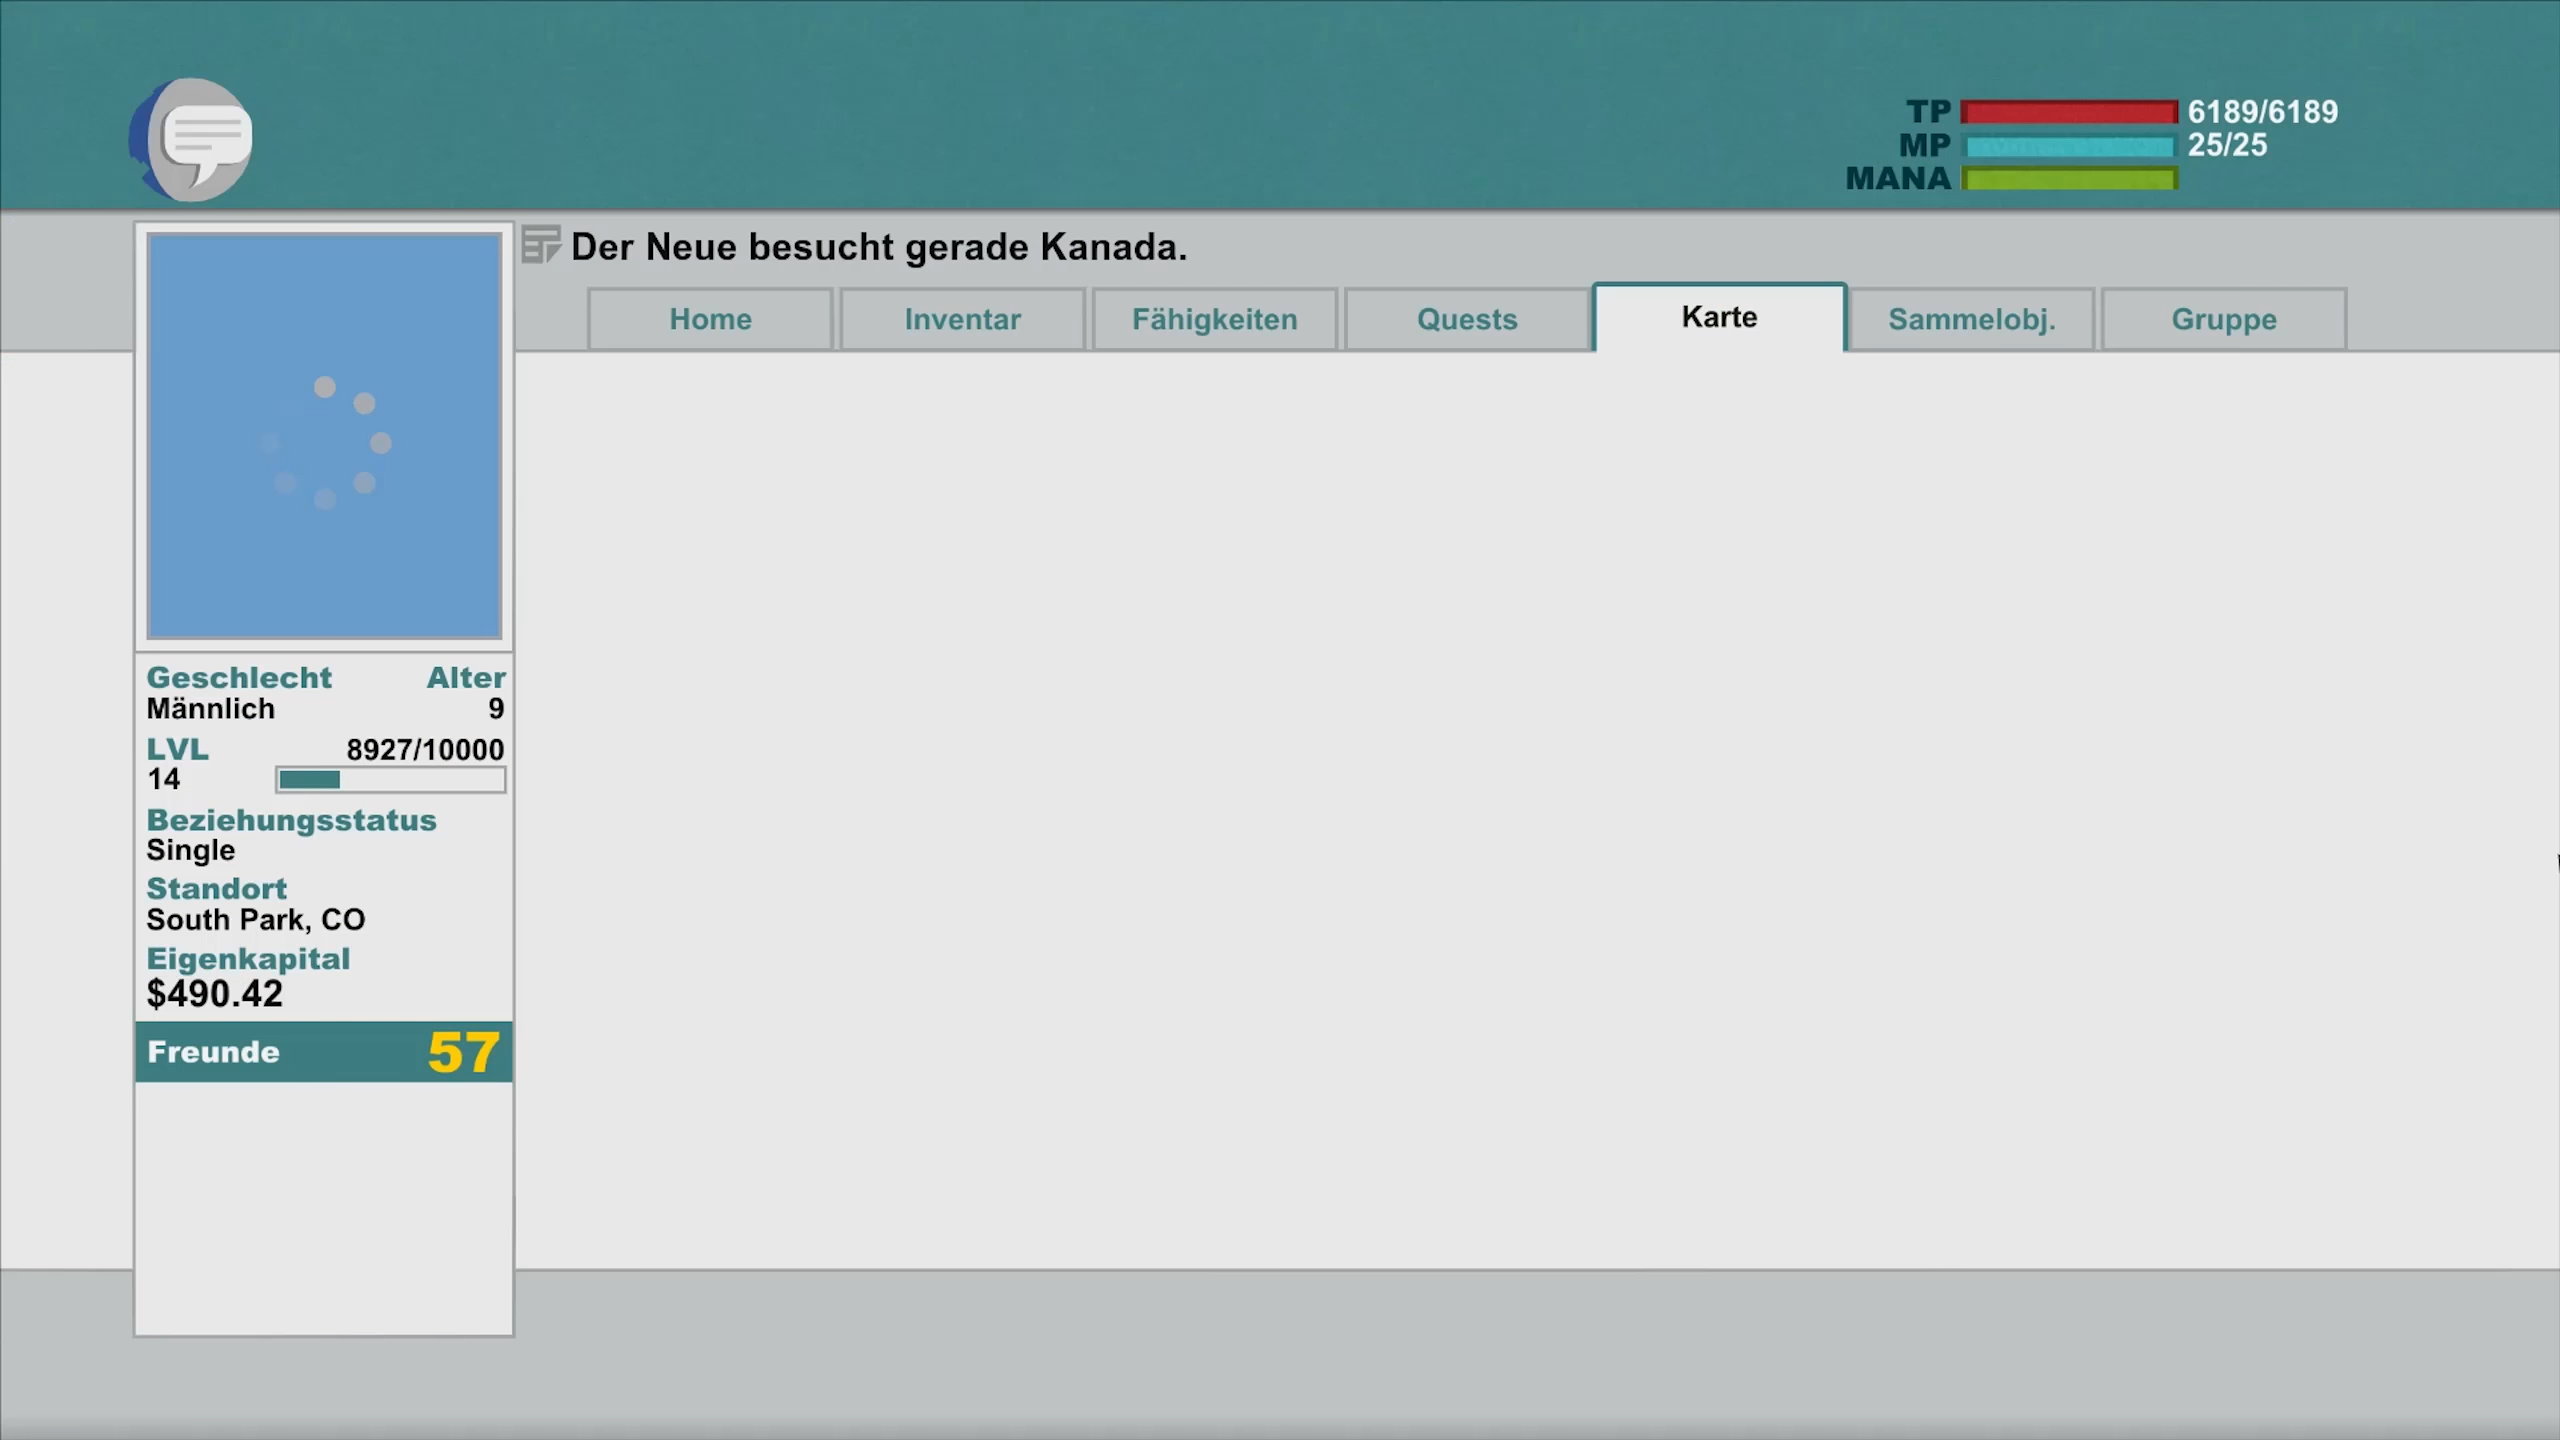 TP 6189/6189
MP 25/25
MANA
Der Neue besucht gerade Kanada.
Home Inventar Fähigkeiten Quests Karte Sammelobj. Gruppe
Geschlecht Alter
Männlich 9
LVL 8927/10000
14
Beziehungsstatus
Single
Standort
South Park, CO
Eigenkapital
$490.42
Freunde 57